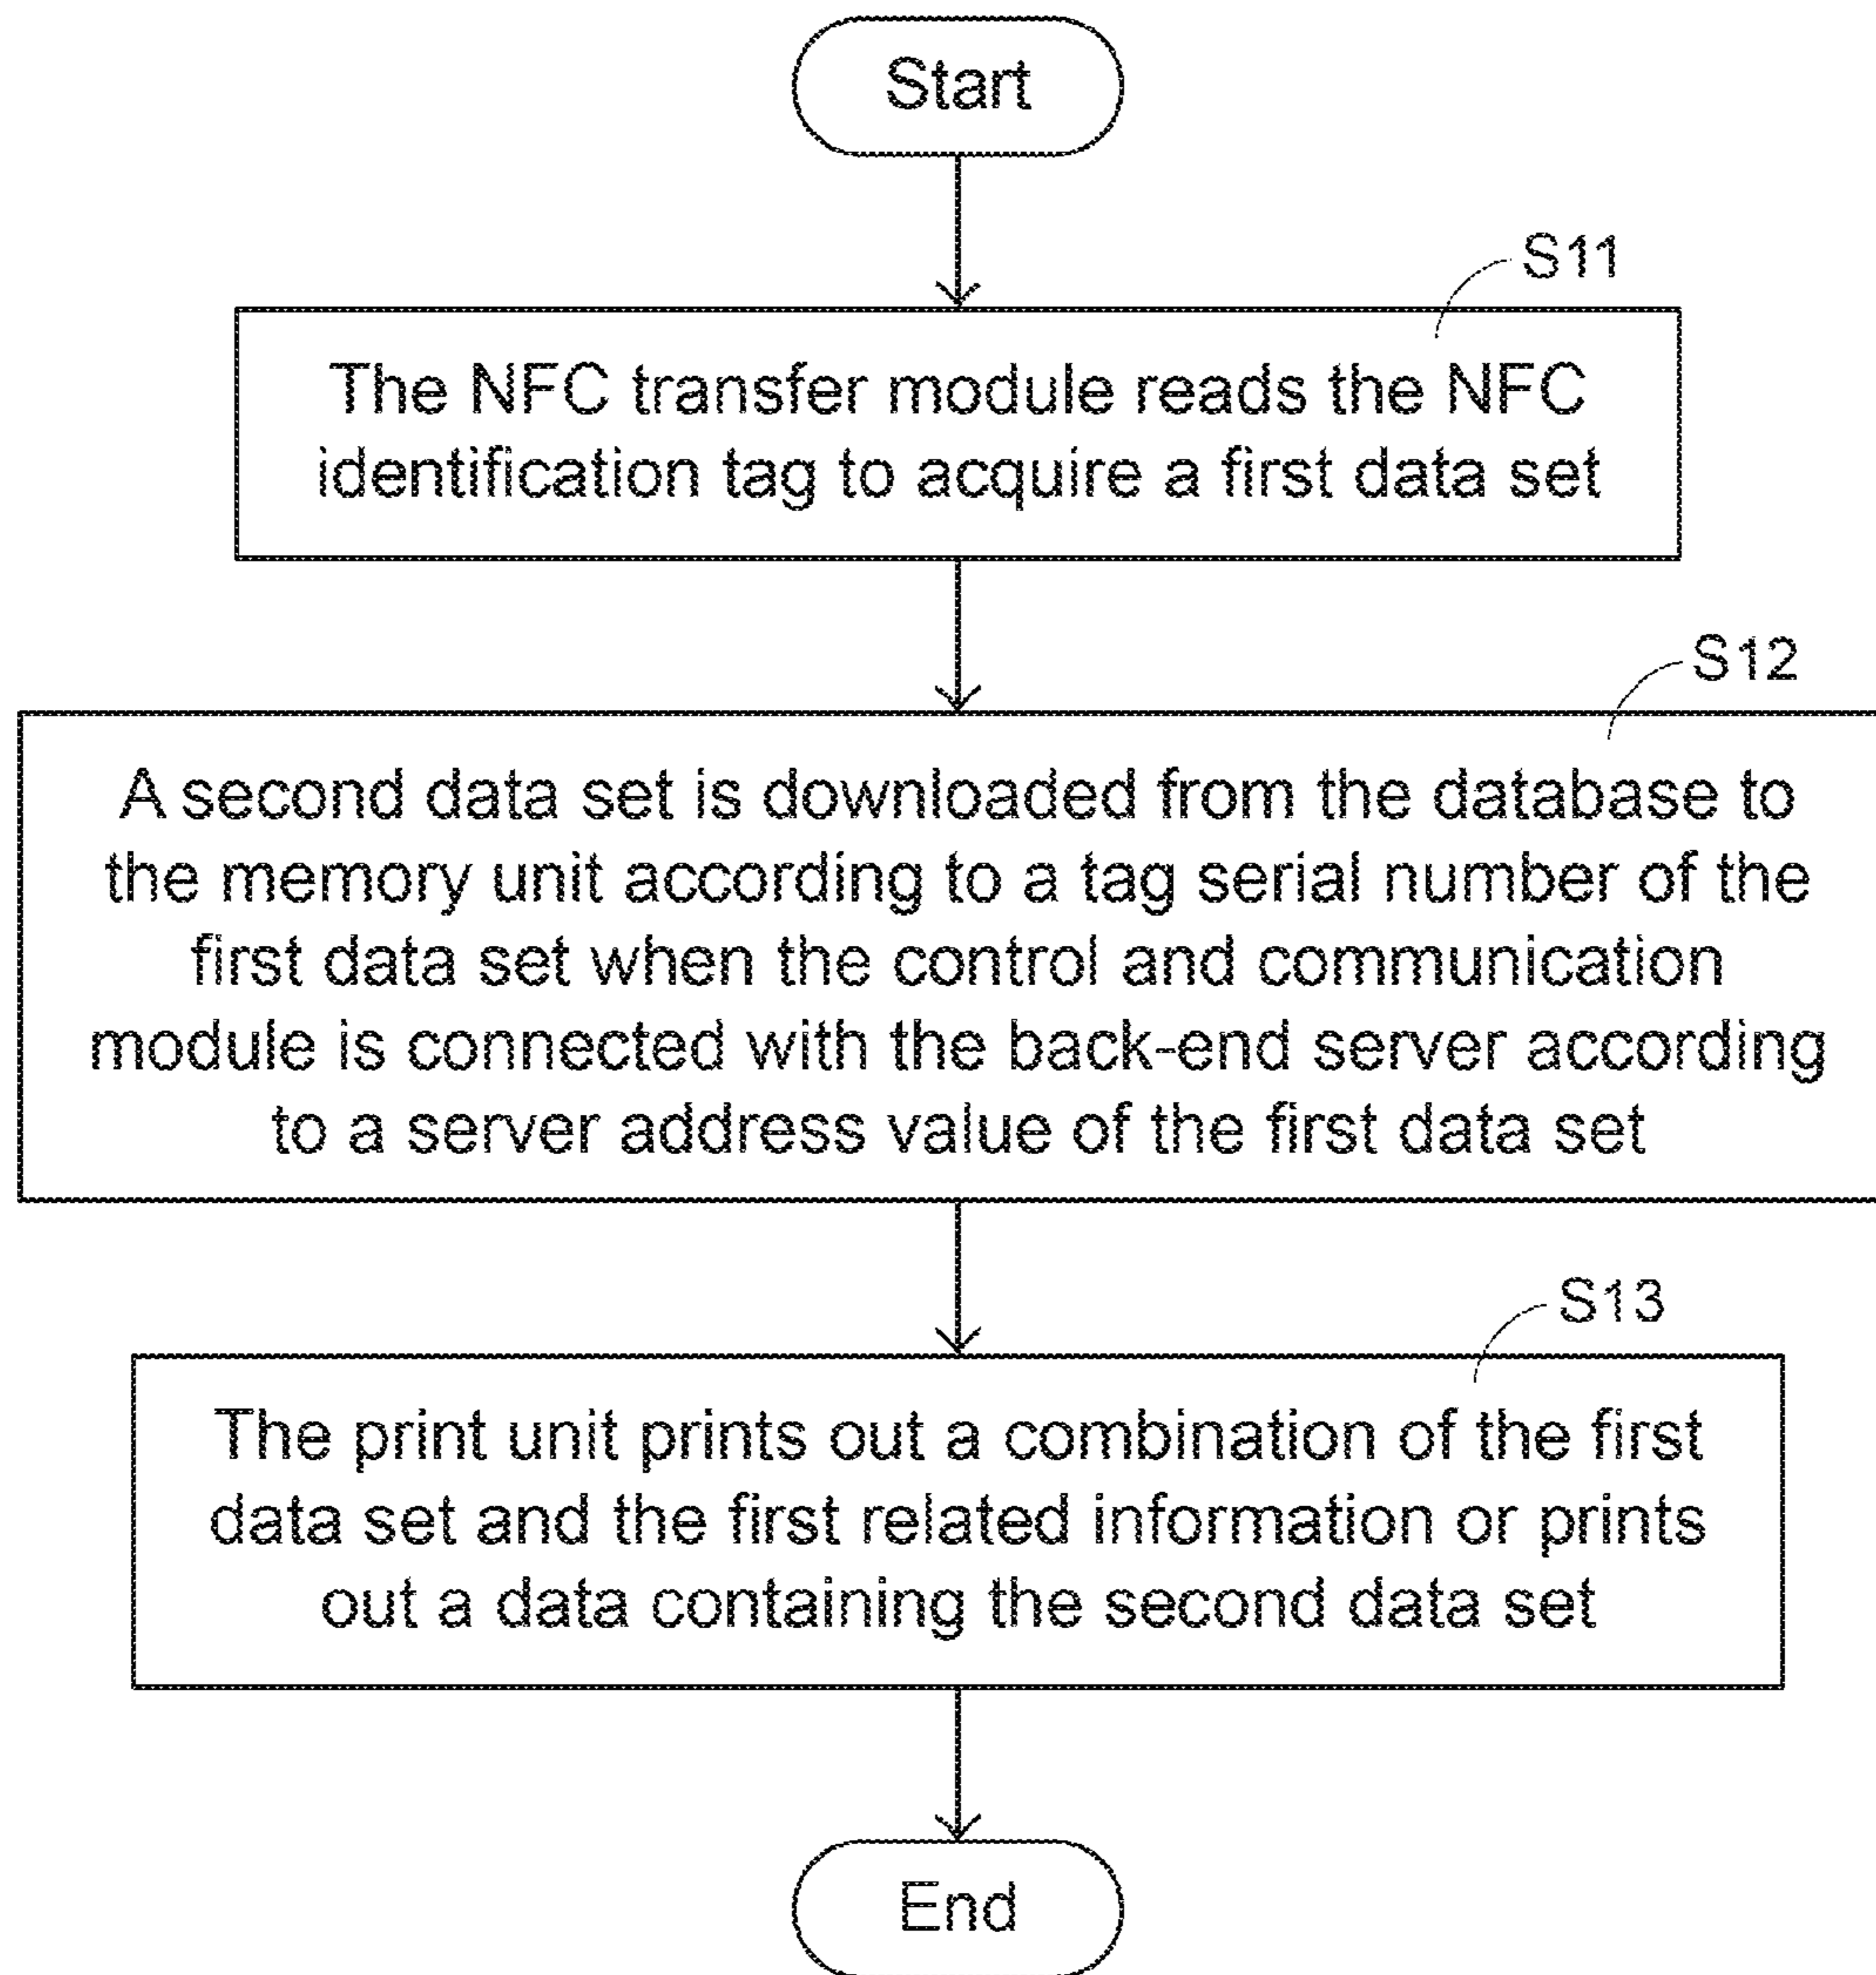 Start
S11
The NFC transfer module reads the NFC
identification tag to acquire a first data set
S12
A second data set is downloaded from the database to
the memory unit according to a tag serial number of the
first data set when the control and communication
module is connected with the back-end server according
to a server address value of the first data set
S13
The print unit prints out a combination of the first
data set and the first related information or prints
out a data containing the second data set
End